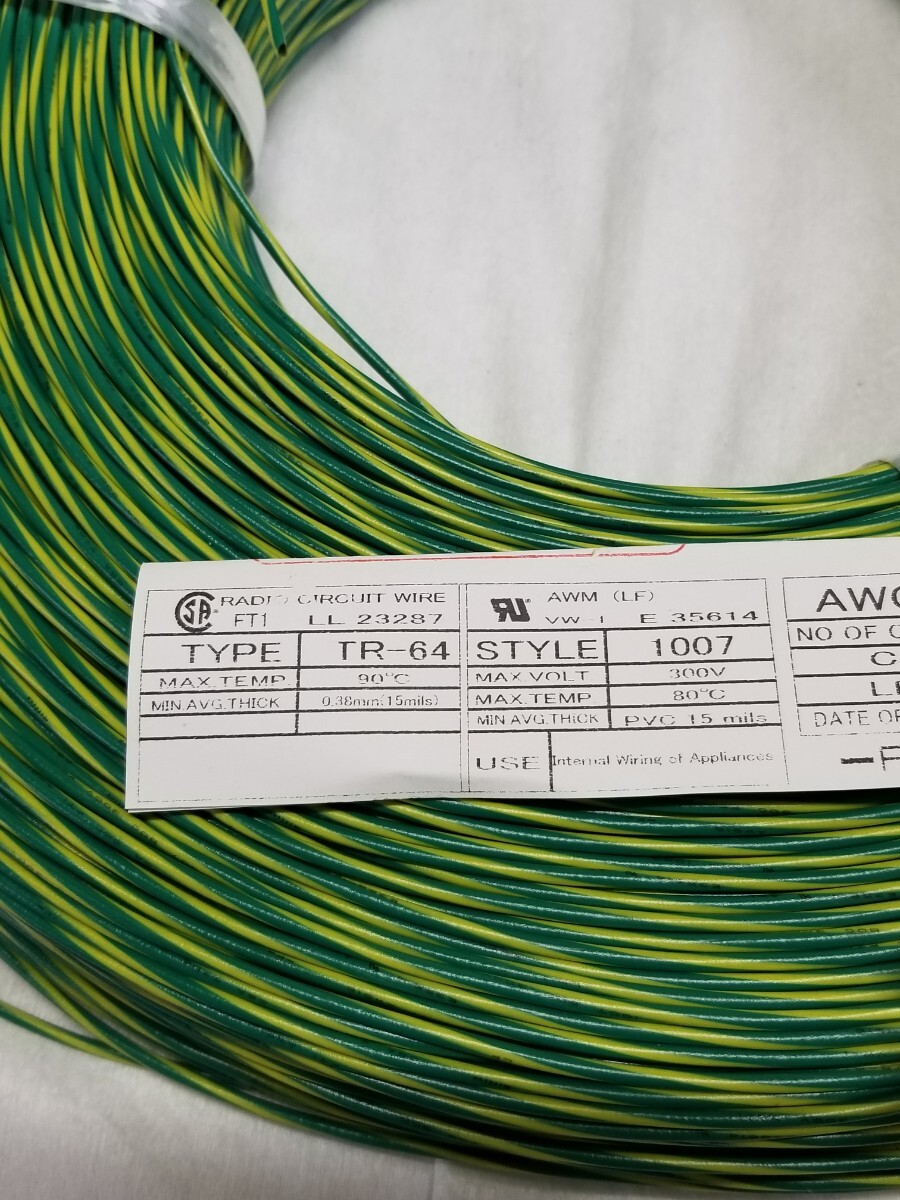 SA RADIO CIRCUIT WIRE
FT1 LL 23287
TYPE TR-64
MAX.TEMP. 90°C
MIN.AVG.THICK 0.38mm(15mils)
RU AWM (LF)
VW-1 E 35614
STYLE 1007
MAX.VOLT 300V
MAX.TEMP. 80°C
MIN.AVG.THICK PVC 15 mils
USE Internal Wiring of Appliances
NO OF
DATE OF